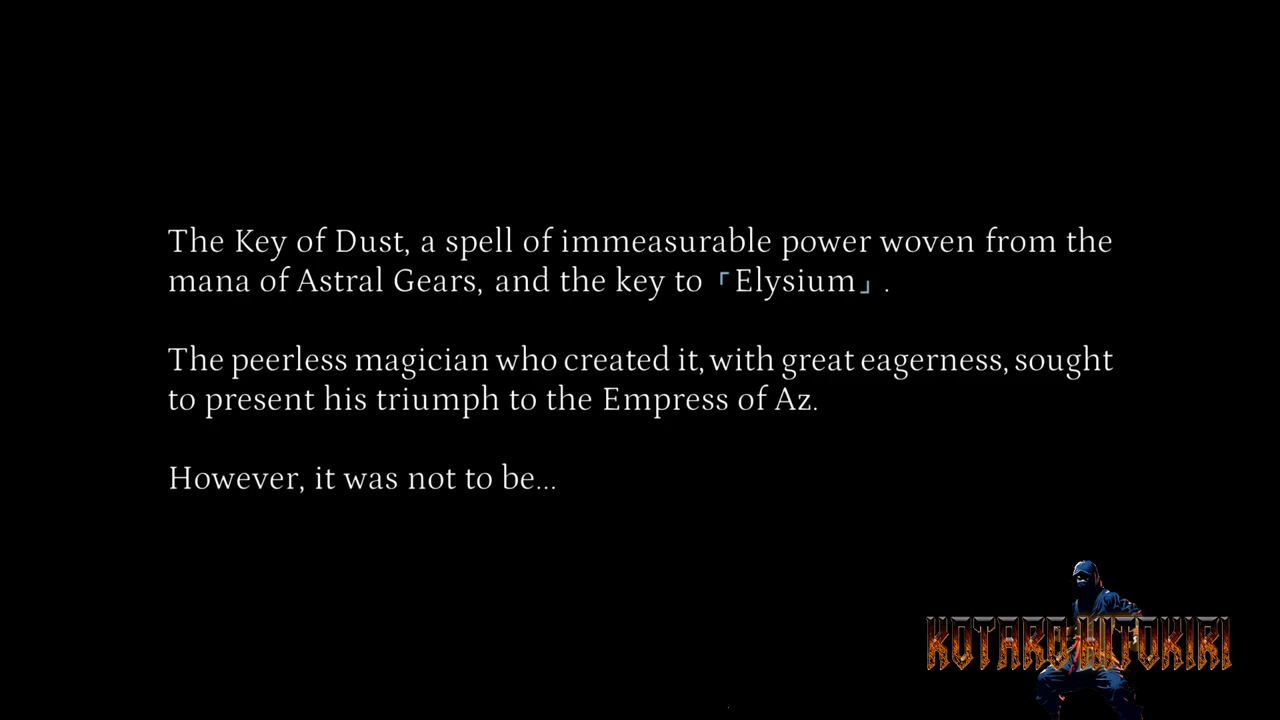 The Key of Dust, a spell of immeasurable power woven from the
mana of Astral Gears, and the key to「Elysium」.
The peerless magician who created it, with great eagerness, sought
to present his triumph to the Empress of Az.
However, it was not to be...
KOTARO HITOKIRI